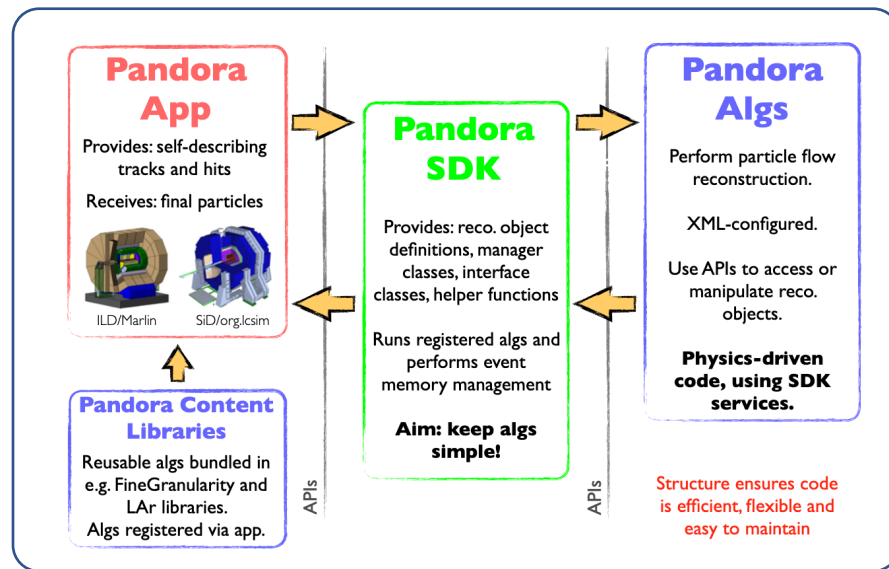 Pandora
App
Provides: self-describing
tracks and hits
Receives: final particles
ILD/Marlin
SiD/org.lcsim
Pandora Content
Libraries
Reusable algs bundled in
e.g. FineGranularity and
LAr libraries.
Algs registered via app.
APIs
Pandora
SDK
Provides: reco. object
definitions, manager
classes, interface
classes, helper functions
Runs registered algs and
performs event
memory management
Aim: keep algs
simple!
APIs
Pandora
Algs
Perform particle flow
reconstruction.
XML-configured.
Use APIs to access or
manipulate reco.
objects.
Physics-driven
code, using SDK
services.
Structure ensures code
is efficient, flexible and
easy to maintain